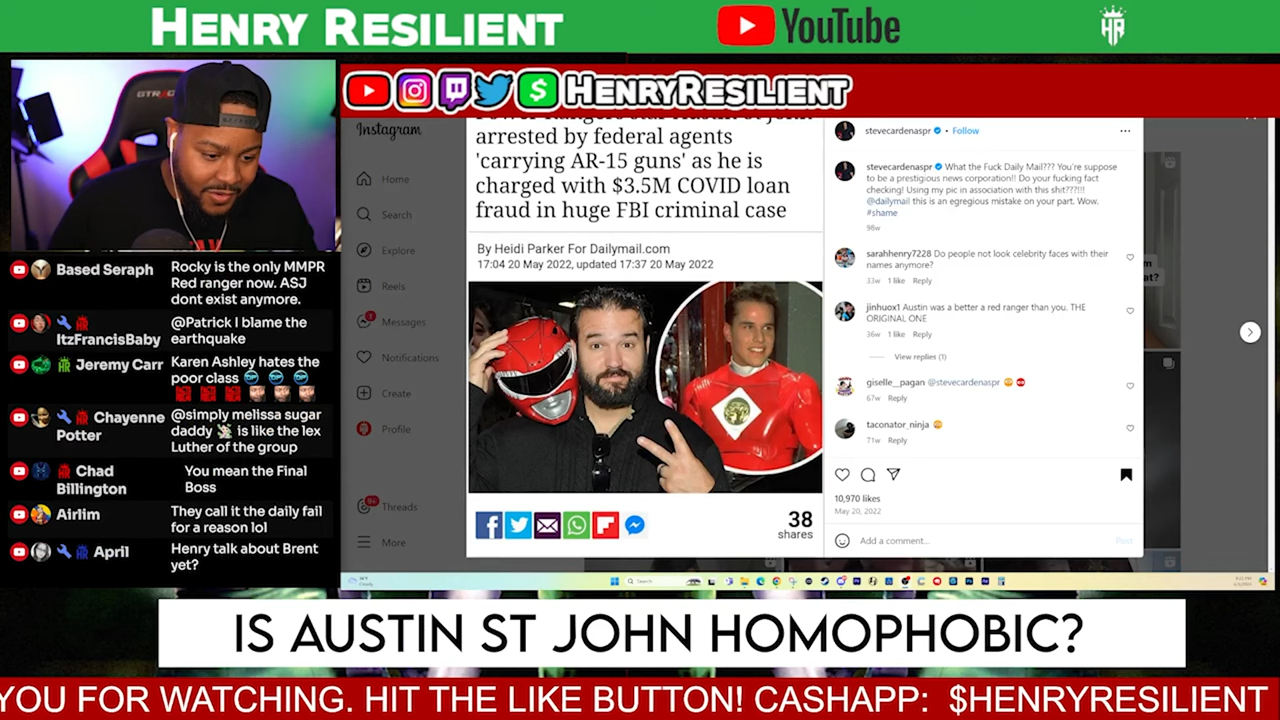 HENRY RESILIENT
YouTube
HR
HENRYRESILIENT
GTRACING
Based Seraph
Rocky is the only MMPR
Red ranger now. ASJ
dont exist anymore.
ItzFrancisBaby
@Patrick I blame the
earthquake
Jeremy Carr
Karen Ashley hates the
poor class
Chayenne
Potter
@simply melissa sugar
daddy is like the lex
Luther of the group
Chad
Billington
You mean the Final
Boss
Airlim
They call it the daily fail
for a reason lol
April
Henry talk about Brent
yet?
Instagram
Home
Search
Explore
Reels
Messages
Notifications
Create
Profile
Threads
More
arrested by federal agents
'carrying AR-15 guns' as he is
charged with $3.5M COVID loan
fraud in huge FBI criminal case
By Heidi Parker For Dailymail.com
17:04 20 May 2022, updated 17:37 20 May 2022
38
shares
stevecardenaspr • Follow
stevecardenaspr What the Fuck Daily Mail??? You're suppose
to be a prestigious news corporation!! Do your fucking fact
checking! Using my pic in association with this shit???!!!
@dailymail this is an egregious mistake on your part. Wow.
#shame
98w
sarahhenry7228 Do people not look celebrity faces with their
names anymore?
33w 1 like Reply
jinhuox1 Austin was a better a red ranger than you. THE
ORIGINAL ONE
36w 1 like Reply
View replies (1)
giselle__pagan @stevecardenaspr
67w Reply
taconator_ninja
71w Reply
10,970 likes
May 20, 2022
Add a comment...
Post
Search
IS AUSTIN ST JOHN HOMOPHOBIC?
YOU FOR WATCHING. HIT THE LIKE BUTTON! CASHAPP: $HENRYRESILIENT